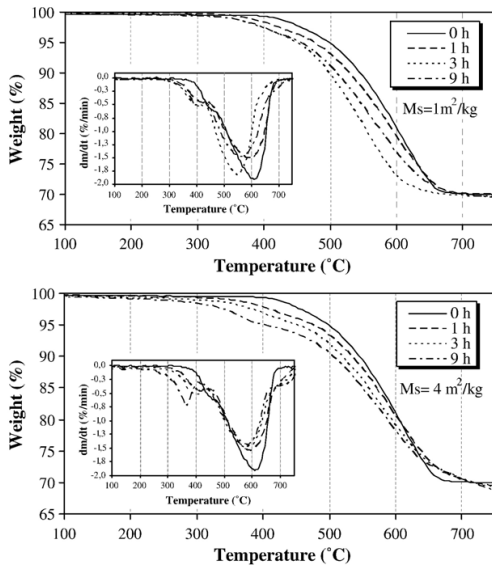 100
95
90
85
80
75
70
65
Weight (%)
0 h
1 h
3 h
9 h
Ms=1m²/kg
0,0
-0,3
-0,5
-0,8
-1,0
-1,3
-1,5
-1,8
-2,0
dm/dt (%/min)
100 200 300 400 500 600 700
Temperature (°C)
100 200 300 400 500 600 700
Temperature (˚C)
100
95
90
85
80
75
70
65
Weight (%)
0 h
1 h
3 h
9 h
Ms= 4 m²/kg
0,0
-0,3
-0,5
-0,8
-1,0
-1,3
-1,5
-1,8
-2,0
dm/dt (%/min)
100 200 300 400 500 600 700
Temperature (°C)
100 200 300 400 500 600 700
Temperature (˚C)